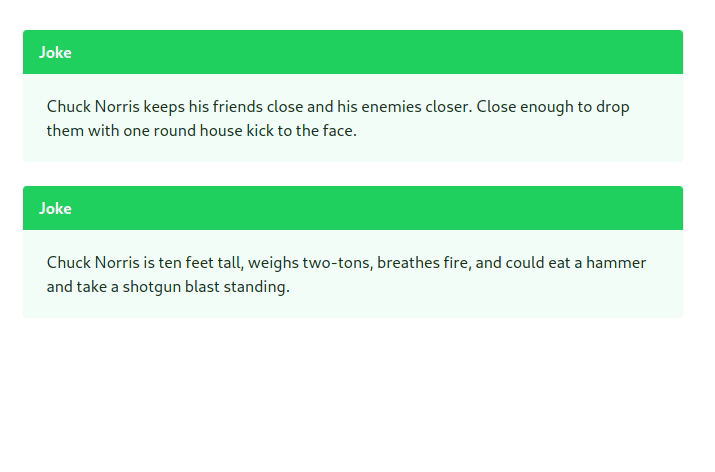 Joke
Chuck Norris keeps his friends close and his enemies closer. Close enough to drop
them with one round house kick to the face.
Joke
Chuck Norris is ten feet tall, weighs two-tons, breathes fire, and could eat a hammer
and take a shotgun blast standing.